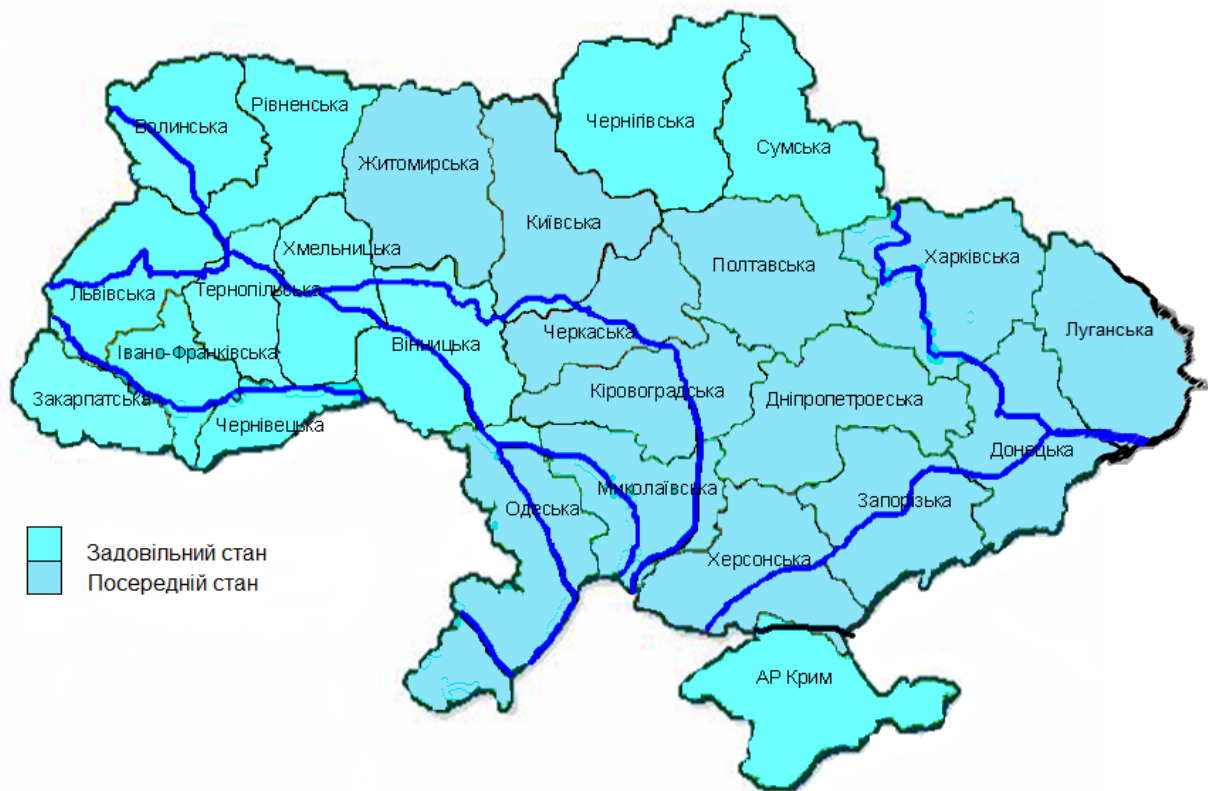 Волинська
Рівненська
Чернігівська
Сумська
Житомирська
Київська
Хмельницька
Полтавська
Харківська
Львівська
Тернопільська
Черкаська
Луганська
Івано-Франківська
Вінницька
Закарпатська
Чернівецька
Кіровоградська
Дніпропетровська
Донецька
Миколаївська
Запорізька
Одеська
Херсонська
Задовільний стан
Посередній стан
АР Крим